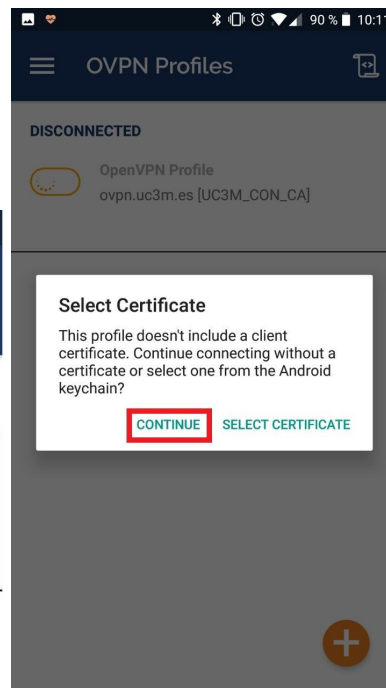 90 % 10:11
OVPN Profiles
DISCONNECTED
OpenVPN Profile
ovpn.uc3m.es [UC3M_CON_CA]
Select Certificate
This profile doesn't include a client
certificate. Continue connecting without a
certificate or select one from the Android
keychain?
CONTINUE SELECT CERTIFICATE